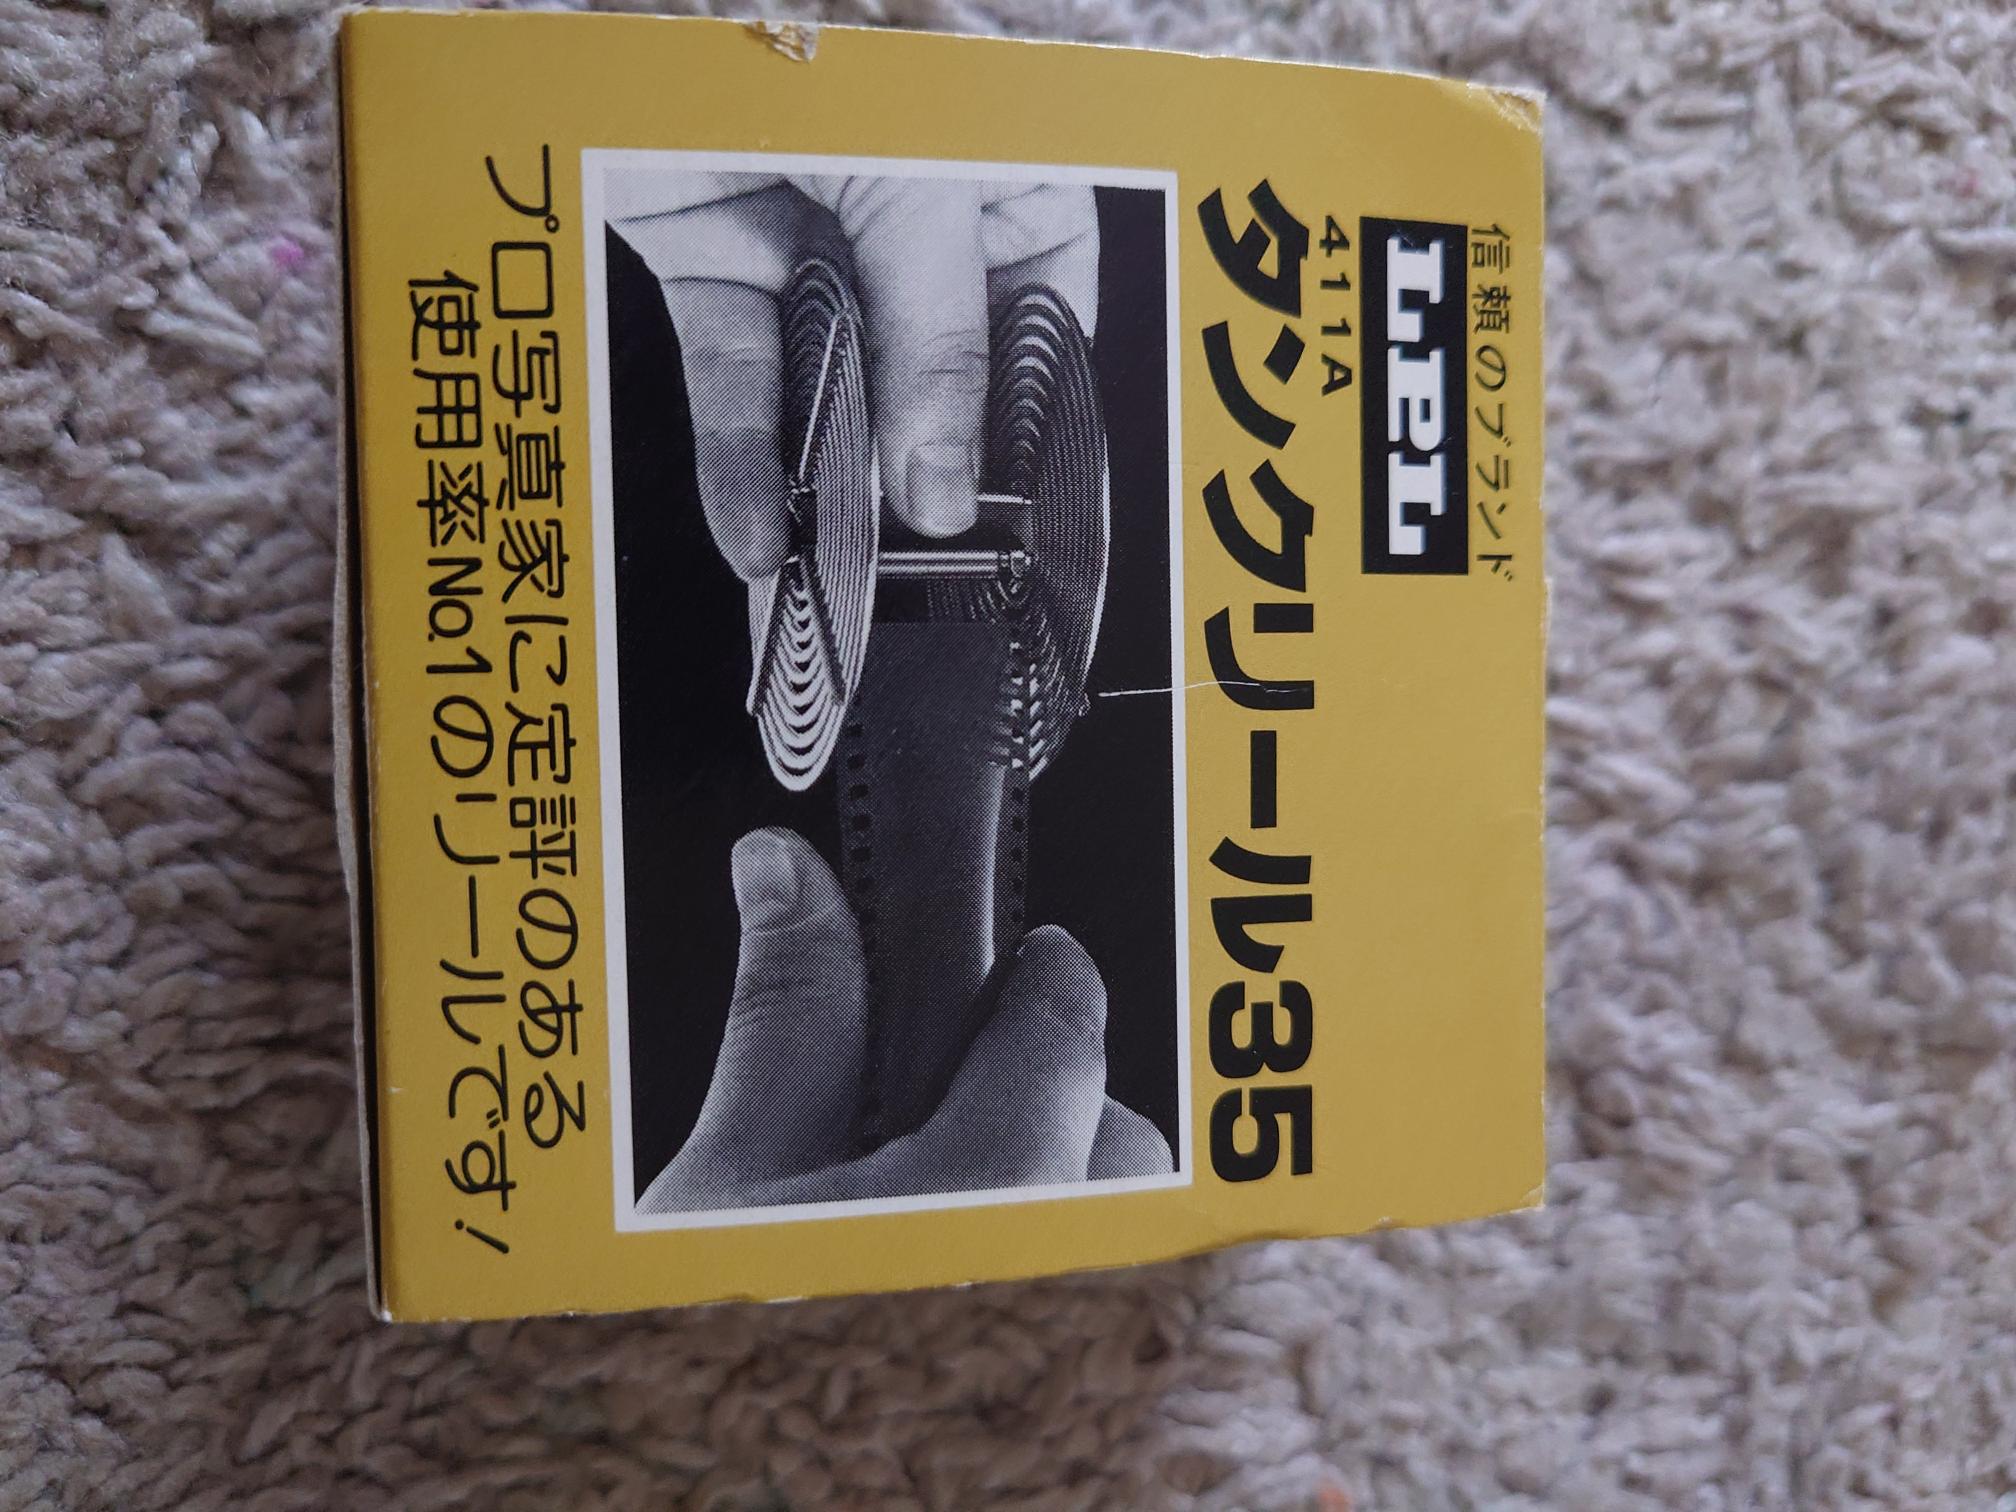 信頼のブランド
LPL
411A
タンクリール35
プロ写真家に定評のある
使用率No.1のリールです!